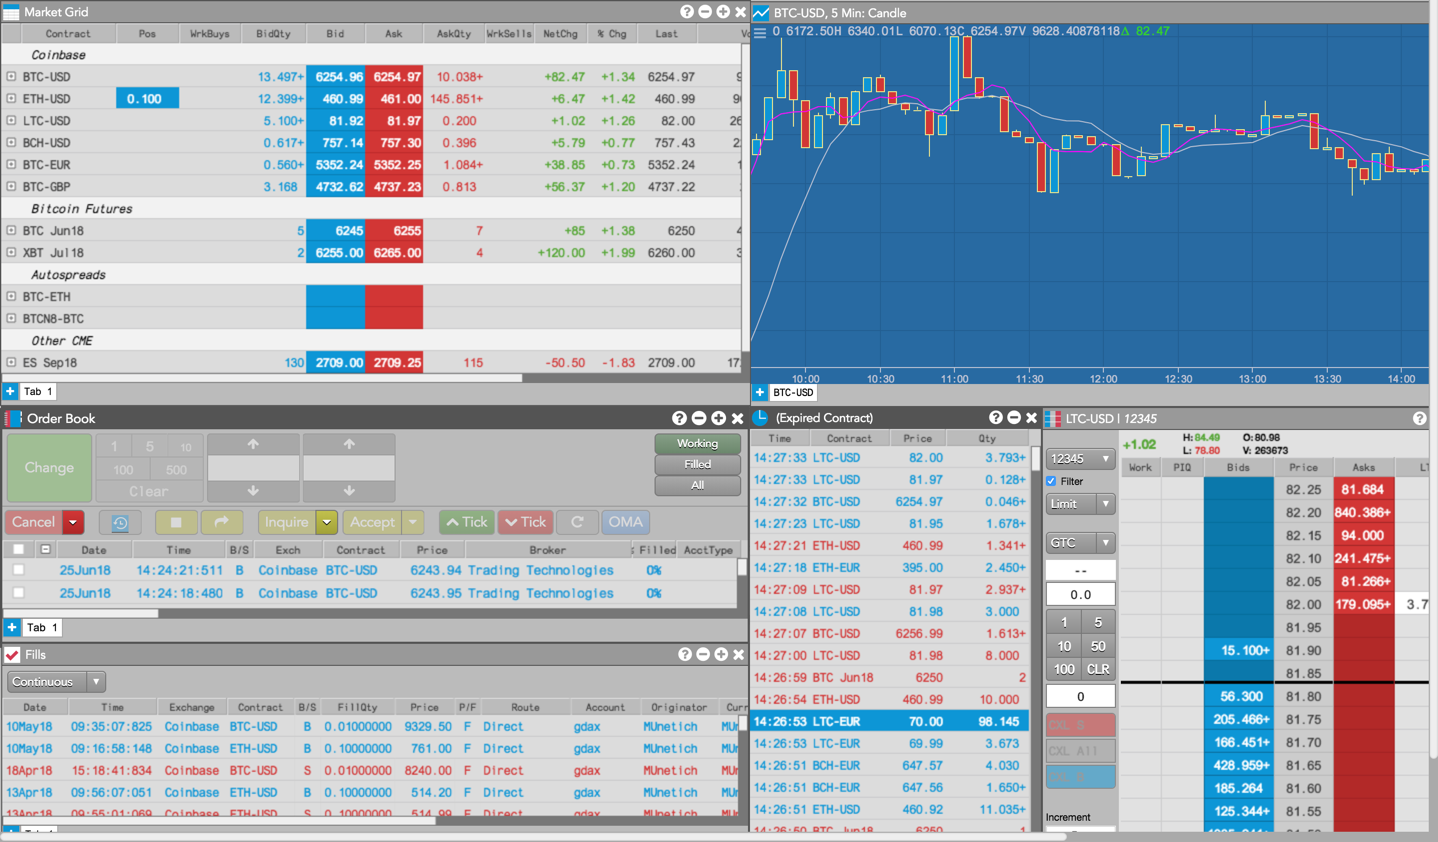 Market Grid
Contract Pos WrkBuys BidQty Bid Ask AskQty WrkSells NetChg % Chg Last
Coinbase
BTC-USD 13.497+ 6254.96 6254.97 10.038+ +82.47 +1.34 6254.97
ETH-USD 0.100 12.399+ 460.99 461.00 145.851+ +6.47 +1.42 460.99
LTC-USD 5.100+ 81.92 81.97 0.200 +1.02 +1.26 82.00
BCH-USD 0.617+ 757.14 757.30 0.396 +5.79 +0.77 757.43
BTC-EUR 0.560+ 5352.24 5352.25 1.084+ +38.85 +0.73 5352.24
BTC-GBP 3.168 4732.62 4737.23 0.813 +56.37 +1.20 4737.22
Bitcoin Futures
BTC Jun18 5 6245 6255 7 +85 +1.38 6250
XBT Jul18 2 6255.00 6265.00 4 +120.00 +1.99 6260.00
Autospreads
BTC-ETH
BTCN8-BTC
Other CME
ES Sep18 130 2709.00 2709.25 115 -50.50 -1.83 2709.00
Tab 1
BTC-USD, 5 Min: Candle
O 6172.50H 6340.01L 6070.13C 6254.97V 9628.40878118Δ 82.47
10:00 10:30 11:00 11:30 12:00 12:30 13:00 13:30 14:00
BTC-USD
Order Book
Change
1 5 10
100 500
Clear
Working
Filled
All
Cancel Inquire Accept Tick Tick OMA
Date Time B/S Exch Contract Price Broker Filled AcctType
25Jun18 14:24:21:511 B Coinbase BTC-USD 6243.94 Trading Technologies 0%
25Jun18 14:24:18:480 B Coinbase BTC-USD 6243.95 Trading Technologies 0%
Tab 1
Fills
Continuous
Date Time Exchange Contract B/S FillQty Price P/F Route Account Originator Curr
10May18 09:35:07:825 Coinbase BTC-USD B 0.01000000 9329.50 F Direct gdax MUnetich
10May18 09:16:58:148 Coinbase ETH-USD B 0.10000000 761.00 F Direct gdax MUnetich
18Apr18 15:18:41:834 Coinbase BTC-USD S 0.01000000 8240.00 F Direct gdax MUnetich
13Apr18 09:56:07:051 Coinbase ETH-USD B 0.10000000 514.20 F Direct gdax MUnetich
13Apr18 09:55:01:069 Coinbase ETH-USD S 0.10000000 514.99 F Direct gdax MUnetich
(Expired Contract)
Time Contract Price Qty
14:27:33 LTC-USD 82.00 3.793+
14:27:33 LTC-USD 81.97 0.128+
14:27:32 BTC-USD 6254.97 0.046+
14:27:23 LTC-USD 81.95 1.678+
14:27:21 ETH-USD 460.99 1.341+
14:27:18 ETH-EUR 395.00 2.450+
14:27:09 LTC-USD 81.97 2.937+
14:27:08 LTC-USD 81.98 3.000
14:27:07 BTC-USD 6256.99 1.613+
14:27:00 LTC-USD 81.98 8.000
14:26:59 BTC Jun18 6250 2
14:26:54 ETH-USD 460.99 10.000
14:26:53 LTC-EUR 70.00 98.145
14:26:53 LTC-EUR 69.99 3.673
14:26:51 BCH-EUR 647.57 4.030
14:26:51 BCH-EUR 647.56 1.650+
14:26:51 ETH-USD 460.92 11.035+
14:26:50 BTC Jun18 6250 1
LTC-USD | 12345
+1.02 H: 84.49 O: 80.98
L: 78.80 V: 263673
12345
Filter
Limit
GTC
--
0.0
1 5
10 50
100 CLR
0
CXL S
CXL All
CXL B
Increment
Work PIQ Bids Price Asks
82.25 81.684
82.20 840.386+
82.15 94.000
82.10 241.475+
82.05 81.266+
82.00 179.095+ 3.7
81.95
15.100+ 81.90
81.85
56.300 81.80
205.466+ 81.75
166.451+ 81.70
428.959+ 81.65
185.264 81.60
125.344+ 81.55
81.50